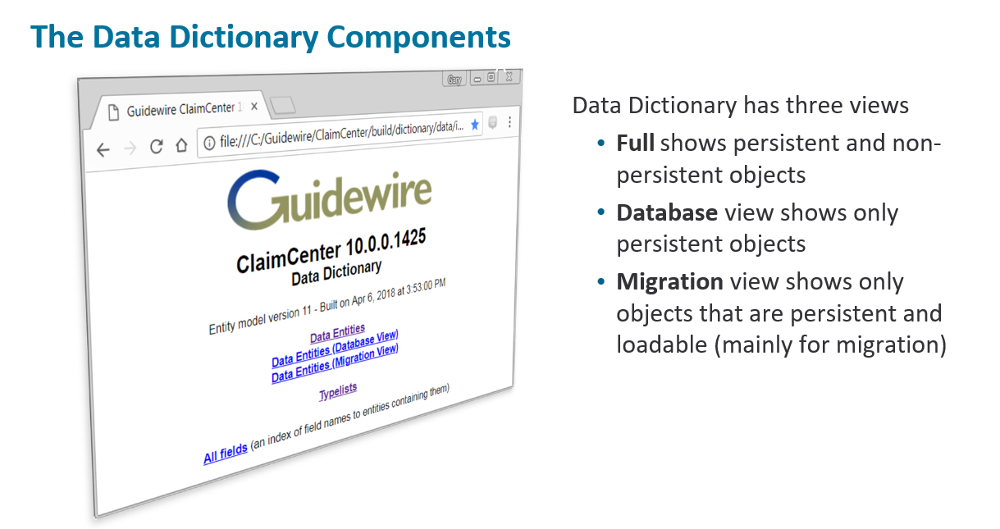 The Data Dictionary Components
Gary
Guidewire ClaimCenter 1
file:///C:/Guidewire/ClaimCenter/build/dictionary/data/i...
Guidewire
ClaimCenter 10.0.0.1425
Data Dictionary
Entity model version 11 - Built on Apr 6, 2018 at 3:53:00 PM
Data Entities
Data Entities (Database View)
Data Entities (Migration View)
Typelists
All fields (an index of field names to entities containing them)
Data Dictionary has three views
• Full shows persistent and non-
persistent objects
• Database view shows only
persistent objects
• Migration view shows only
objects that are persistent and
loadable (mainly for migration)